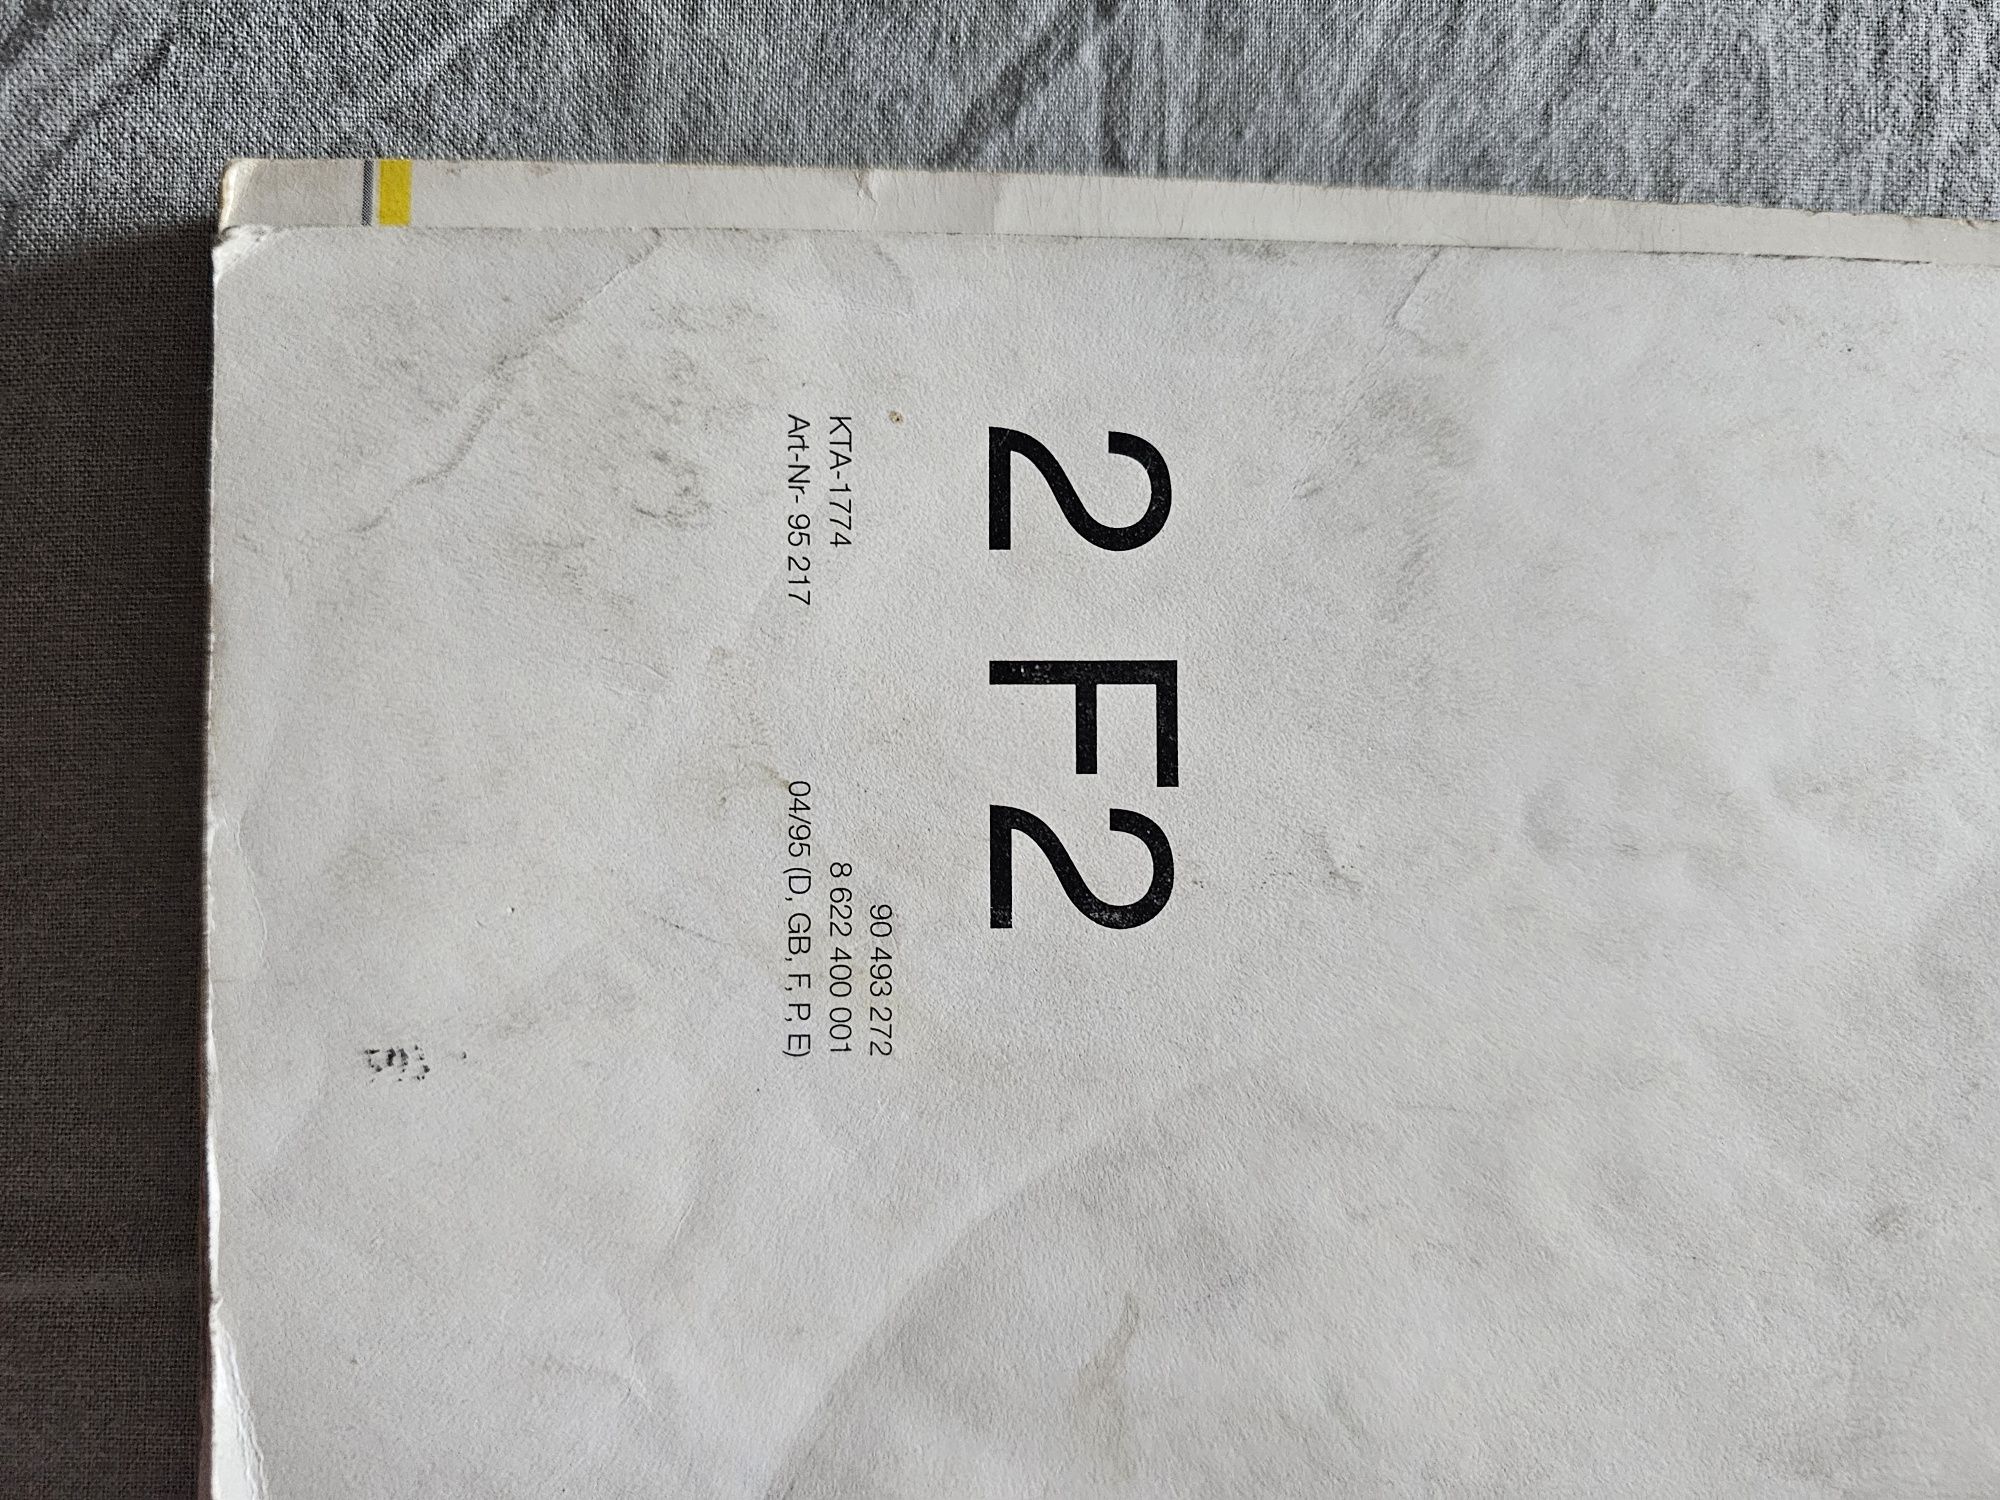 2 F2
90 493 272
KTA-1774 8 622 400 001
Art-Nr- 95 217 04/95 (D, GB, F, P, E)